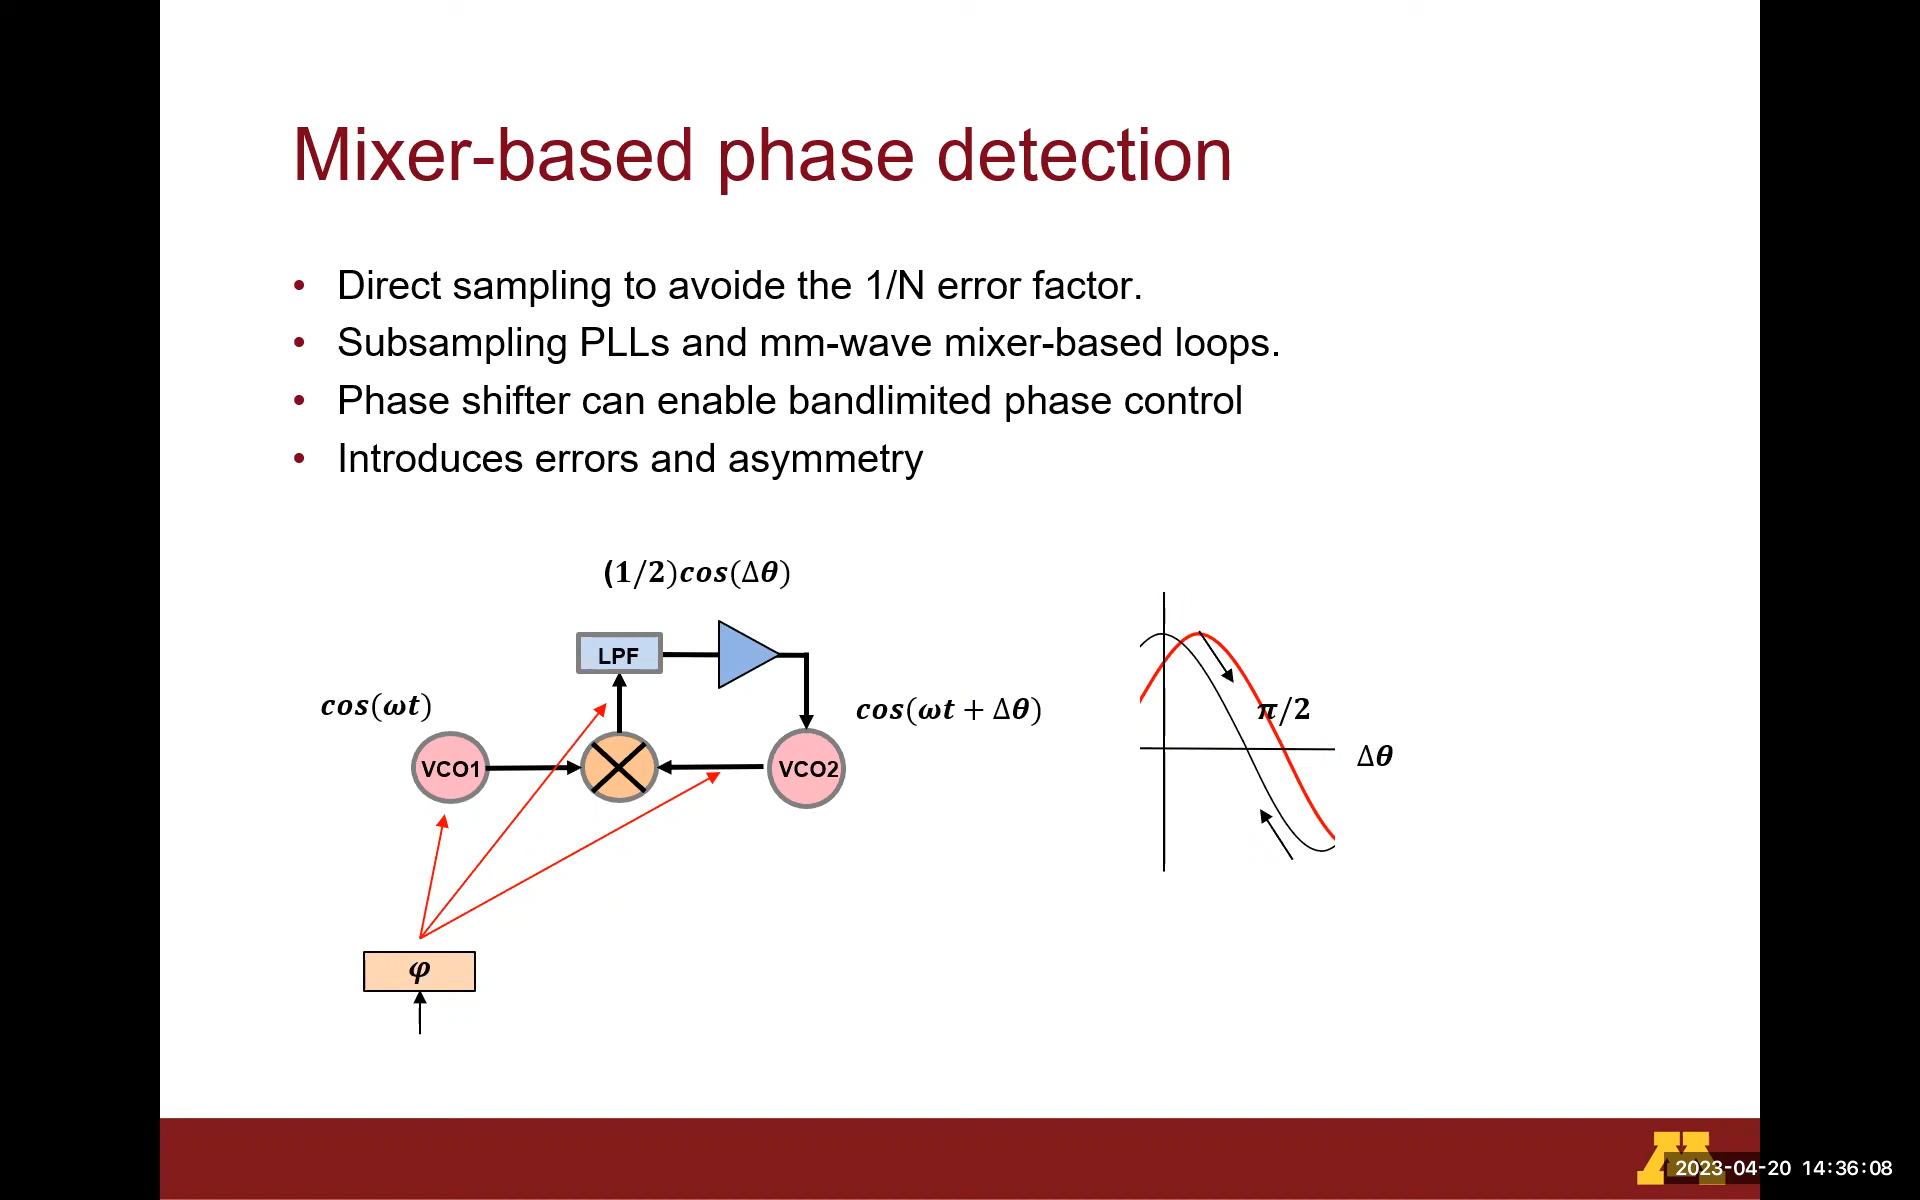 Mixer-based phase detection
• Direct sampling to avoide the 1/N error factor.
• Subsampling PLLs and mm-wave mixer-based loops.
• Phase shifter can enable bandlimited phase control
• Introduces errors and asymmetry
(1/2)cos(Δθ)
LPF
cos(ωt)
cos(ωt + Δθ)
π/2
VCO1
VCO2
Δθ
φ
2023-04-20 14:36:08